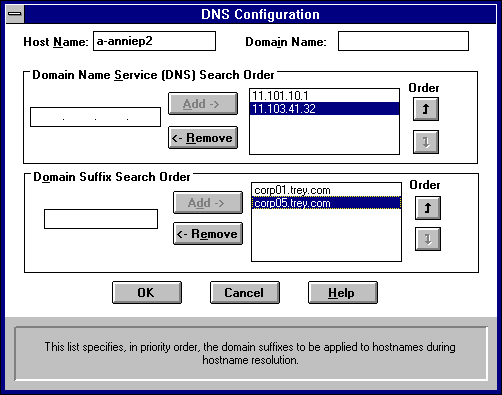 DNS Configuration
Host Name: a-anniep2 Domain Name:
Domain Name Service (DNS) Search Order
. . .
Add ->
<- Remove
11.101.10.1
11.103.41.32
Order
Domain Suffix Search Order
Add ->
<- Remove
corp01.trey.com
corp05.trey.com
Order
OK Cancel Help
This list specifies, in priority order, the domain suffixes to be applied to hostnames during
hostname resolution.